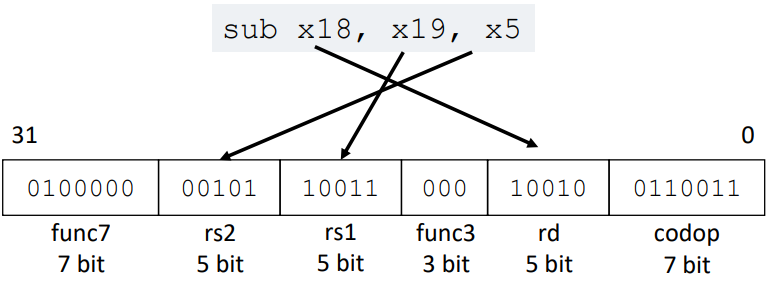 sub x18, x19, x5
31 0
0100000 00101 10011 000 10010 0110011
func7 rs2 rs1 func3 rd codop
7 bit 5 bit 5 bit 3 bit 5 bit 7 bit